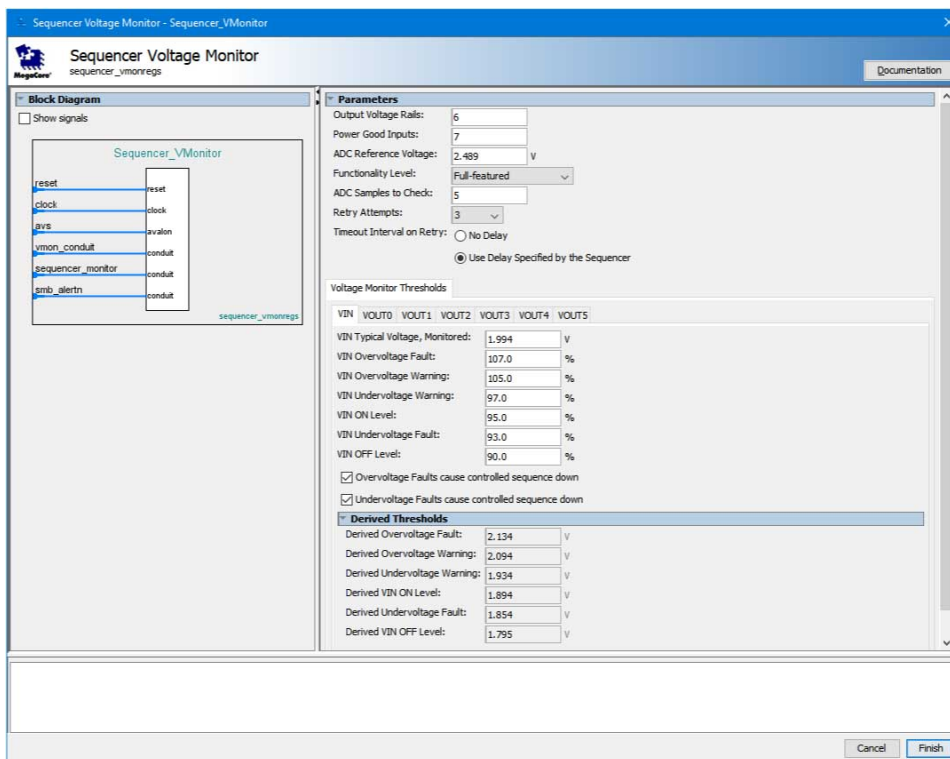 Sequencer Voltage Monitor - Sequencer_VMonitor
MegaCore®
Sequencer Voltage Monitor
sequencer_vmonregs
Documentation
Block Diagram
Show signals
Sequencer_VMonitor
reset
reset
clock
clock
avs
avalon
vmon_conduit
conduit
sequencer_monitor
conduit
smb_alertn
conduit
sequencer_vmonregs
Parameters
Output Voltage Rails: 6
Power Good Inputs: 7
ADC Reference Voltage: 2.489 V
Functionality Level: Full-featured
ADC Samples to Check: 5
Retry Attempts: 3
Timeout Interval on Retry: No Delay
Use Delay Specified by the Sequencer
Voltage Monitor Thresholds
VIN VOUT0 VOUT1 VOUT2 VOUT3 VOUT4 VOUT5
VIN Typical Voltage, Monitored: 1.994 V
VIN Overvoltage Fault: 107.0 %
VIN Overvoltage Warning: 105.0 %
VIN Undervoltage Warning: 97.0 %
VIN ON Level: 95.0 %
VIN Undervoltage Fault: 93.0 %
VIN OFF Level: 90.0 %
Overvoltage Faults cause controlled sequence down
Undervoltage Faults cause controlled sequence down
Derived Thresholds
Derived Overvoltage Fault: 2.134 V
Derived Overvoltage Warning: 2.094 V
Derived Undervoltage Warning: 1.934 V
Derived VIN ON Level: 1.894 V
Derived Undervoltage Fault: 1.854 V
Derived VIN OFF Level: 1.795 V
Cancel Finish